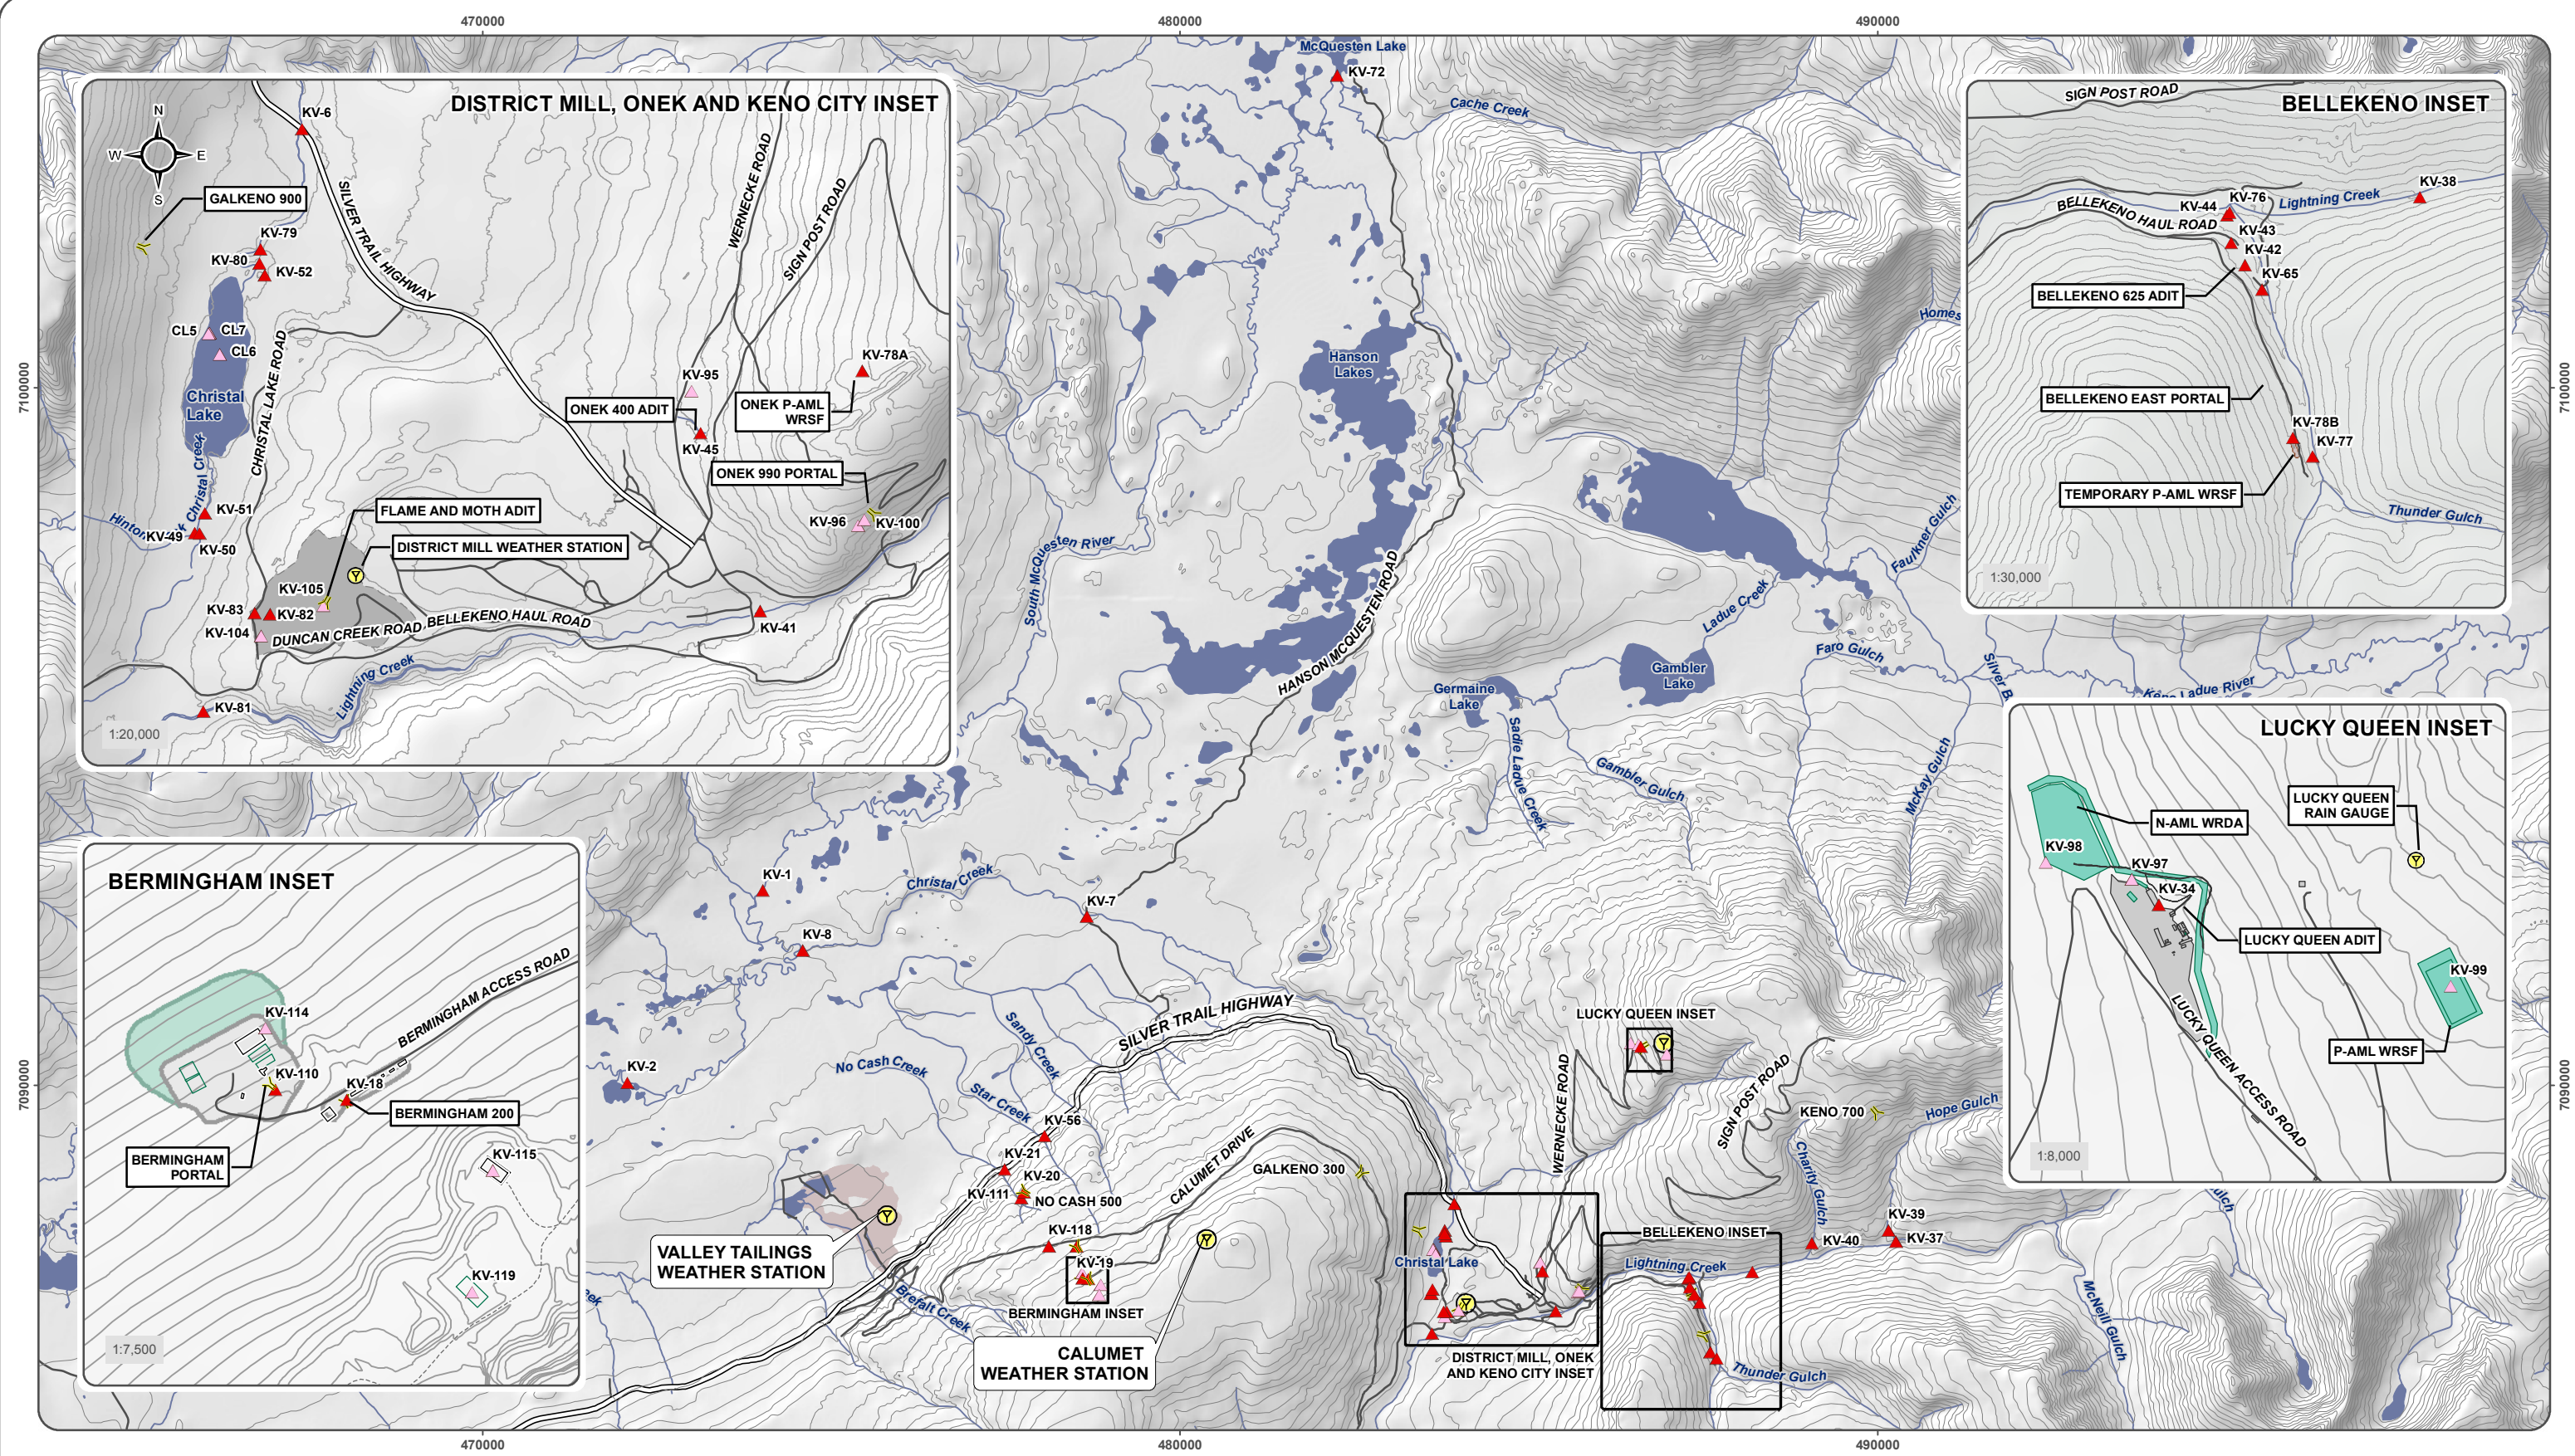 470000
480000
490000
7100000
7090000
7100000
7090000
470000
480000
490000
DISTRICT MILL, ONEK AND KENO CITY INSET
N
W
E
S
KV-6
GALKENO 900
SILVER TRAIL HIGHWAY
WERNECKE ROAD
SIGN POST ROAD
KV-79
KV-80
KV-52
CL5
CL7
CL6
Christal
Lake
CHRISTAL LAKE ROAD
KV-95
KV-78A
ONEK 400 ADIT
ONEK P-AML
WRSF
KV-45
ONEK 990 PORTAL
Christal Creek
KV-51
KV-49
KV-50
FLAME AND MOTH ADIT
DISTRICT MILL WEATHER STATION
KV-96
KV-100
KV-105
KV-83
KV-82
KV-104
DUNCAN CREEK ROAD
BELLEKENO HAUL ROAD
KV-41
Lightning Creek
KV-81
1:20,000
McQuesten Lake
KV-72
Cache Creek
Hanson
Lakes
South McQuesten River
HANSON MCQUESTEN ROAD
Ladue Creek
Faulkner Gulch
Faro Gulch
Gambler
Lake
Germaine
Lake
Sadie Ladue Creek
Gambler Gulch
McKay Gulch
Silver B
Keno Ladue River
Homes
BELLEKENO INSET
SIGN POST ROAD
KV-38
KV-76
KV-44
Lightning Creek
BELLEKENO HAUL ROAD
KV-43
KV-42
KV-65
BELLEKENO 625 ADIT
BELLEKENO EAST PORTAL
KV-78B
KV-77
TEMPORARY P-AML WRSF
Thunder Gulch
1:30,000
LUCKY QUEEN INSET
LUCKY QUEEN
RAIN GAUGE
N-AML WRDA
KV-98
KV-97
KV-34
LUCKY QUEEN ADIT
KV-99
P-AML WRSF
LUCKY QUEEN ACCESS ROAD
1:8,000
BERMINGHAM INSET
BERMINGHAM ACCESS ROAD
KV-114
KV-110
KV-18
BERMINGHAM 200
BERMINGHAM
PORTAL
KV-115
KV-119
1:7,500
KV-1
Christal Creek
KV-7
KV-8
KV-2
SILVER TRAIL HIGHWAY
Sandy Creek
No Cash Creek
Star Creek
KV-56
KV-21
KV-20
KV-111
NO CASH 500
CALUMET DRIVE
KV-118
KV-19
BERMINGHAM INSET
VALLEY TAILINGS
WEATHER STATION
Brefalt Creek
CALUMET
WEATHER STATION
GALKENO 300
LUCKY QUEEN INSET
WERNECKE ROAD
SIGN POST ROAD
KENO 700
Hope Gulch
Charity Gulch
KV-39
KV-37
KV-40
BELLEKENO INSET
Lightning Creek
Christal Lake
DISTRICT MILL, ONEK
AND KENO CITY INSET
Thunder Gulch
McNeill Gulch